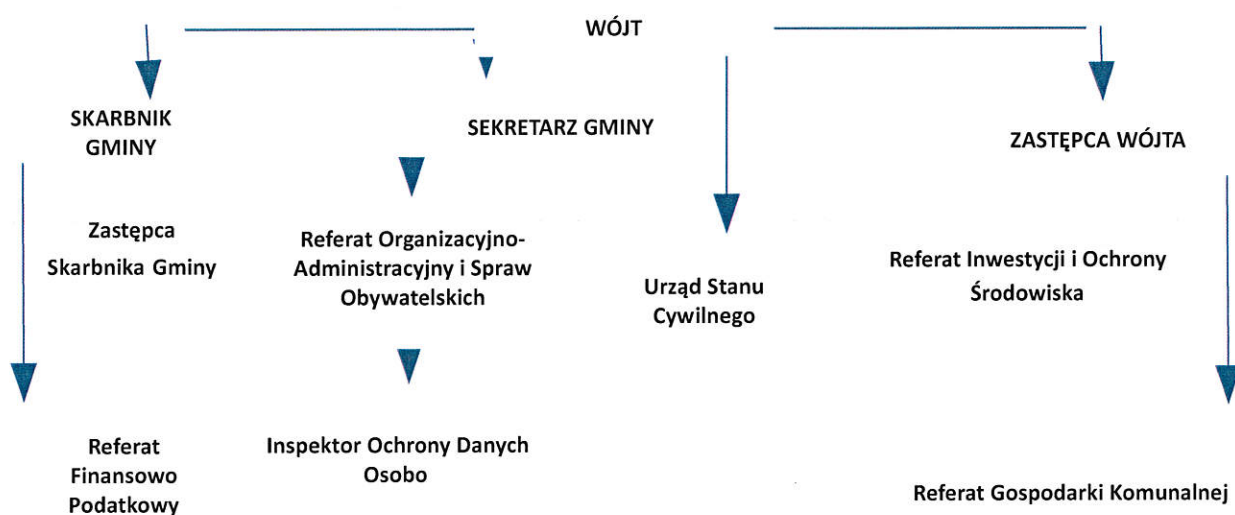 WÓJT
SKARBNIK
GMINY
SEKRETARZ GMINY
ZASTĘPCA WÓJTA
Zastępca
Skarbnika Gminy
Referat Organizacyjno-
Administracyjny i Spraw
Obywatelskich
Urząd Stanu
Cywilnego
Referat Inwestycji i Ochrony
Środowiska
Referat
Finansowo
Podatkowy
Inspektor Ochrony Danych
Osobo
Referat Gospodarki Komunalnej